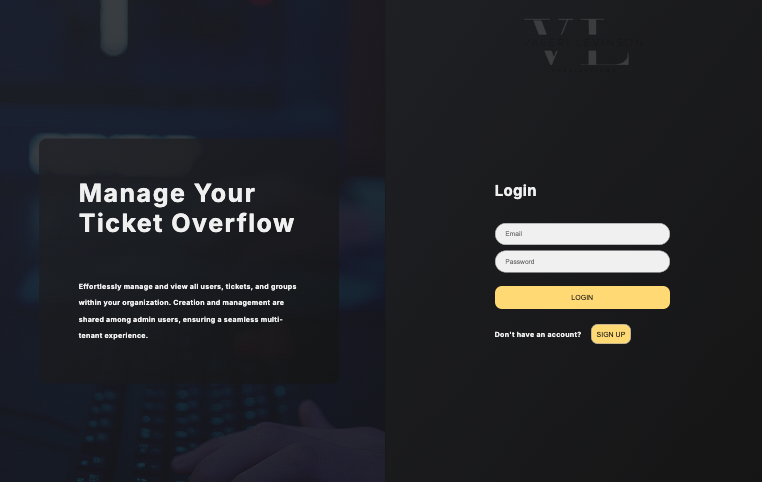 VL
Manage Your
Ticket Overflow
Effortlessly manage and view all users, tickets, and groups
within your organization. Creation and management are
shared among admin users, ensuring a seamless multi-
tenant experience.
Login
Email
Password
LOGIN
Don't have an account?
SIGN UP